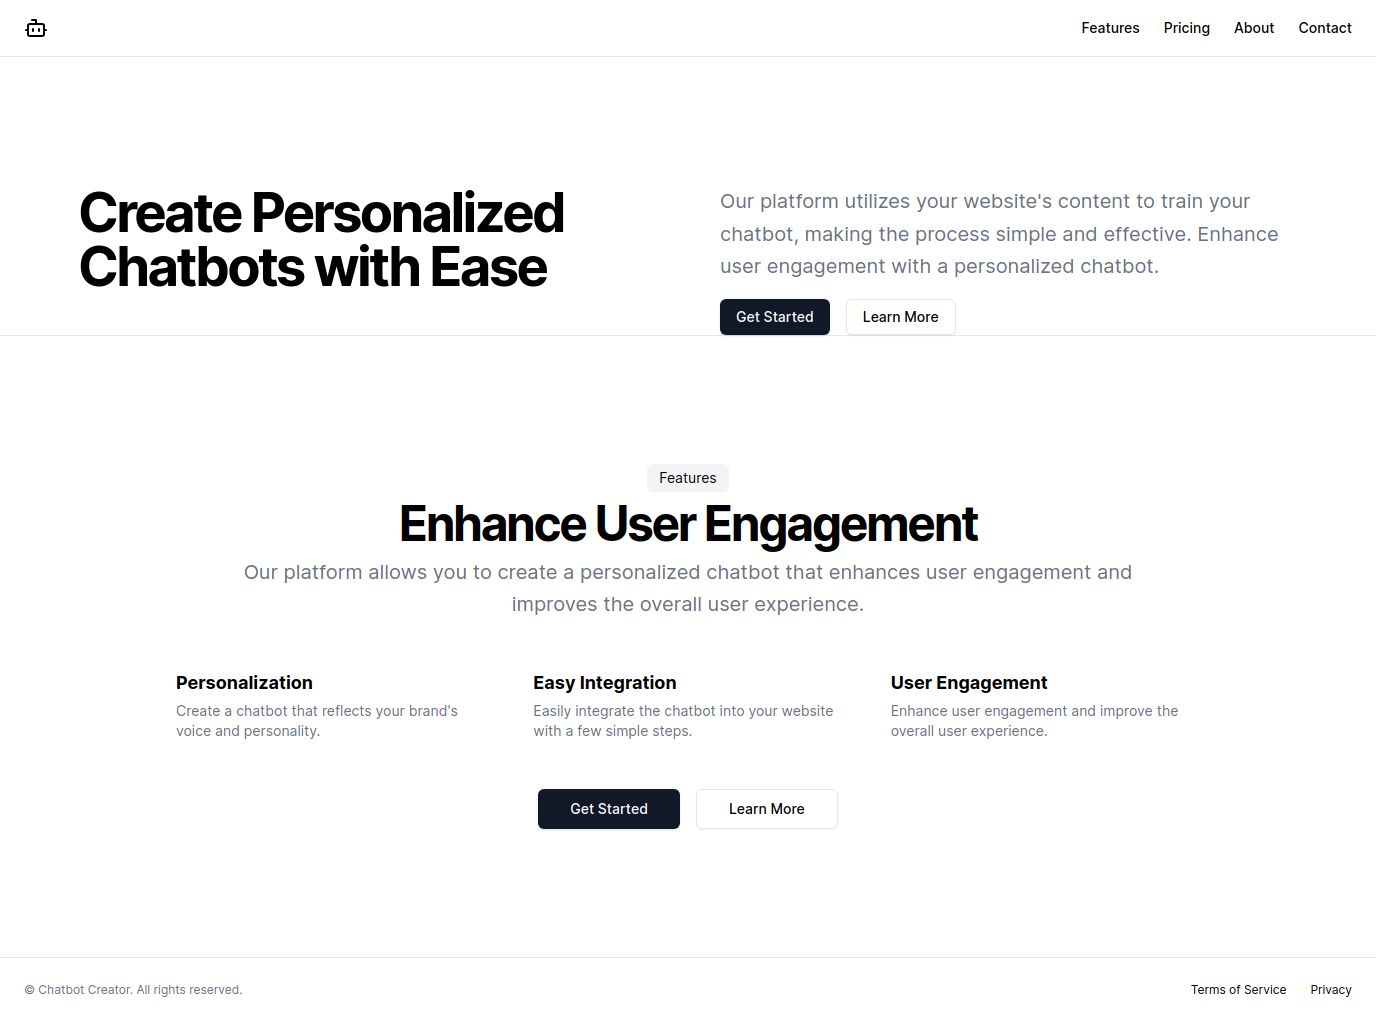 Features Pricing About Contact
Create Personalized
Chatbots with Ease
Our platform utilizes your website's content to train your
chatbot, making the process simple and effective. Enhance
user engagement with a personalized chatbot.
Get Started Learn More
Features
Enhance User Engagement
Our platform allows you to create a personalized chatbot that enhances user engagement and
improves the overall user experience.
Personalization
Create a chatbot that reflects your brand's
voice and personality.
Easy Integration
Easily integrate the chatbot into your website
with a few simple steps.
User Engagement
Enhance user engagement and improve the
overall user experience.
Get Started Learn More
© Chatbot Creator. All rights reserved.
Terms of Service Privacy